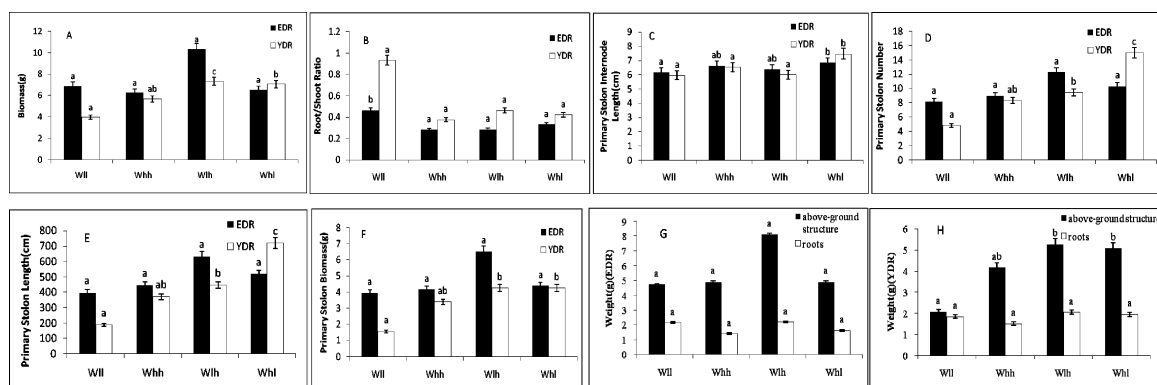 A
EDR
YDR
Biomass(g)
12
10
8
6
4
2
0
a a a a
a ab c b
Wll Whh Wlh Whl
B
EDR
YDR
Root/Shoot Ratio
1.2
1
0.8
0.6
0.4
0.2
0
b a a a a a a a
Wll Whh Wlh Whl
C
EDR
YDR
Primary Stolon Internode
Length(cm)
9
8
7
6
5
4
3
2
1
0
a a ab a a a b b
Wll Whh Wlh Whl
D
EDR
YDR
Primary Stolon Number
18
16
14
12
10
8
6
4
2
0
a a a ab a b a c
Wll Whh Wlh Whl
E
EDR
YDR
Primary Stolon Length(cm)
800
700
600
500
400
300
200
100
0
a a a ab a b a c
Wll Whh Wlh Whl
F
EDR
YDR
Primary Stolon Biomass(g)
8
7
6
5
4
3
2
1
0
a a a ab a b a b
Wll Whh Wlh Whl
G
above-ground
structure
roots
Weight(g)(EDR)
9
8
7
6
5
4
3
2
1
0
a a a a a a a a
Wll Whh Wlh Whl
H
above-ground structure
roots
Weight(g)(YDR)
6
5
4
3
2
1
0
a a ab a b a b a
Wll Whh Wlh Whl